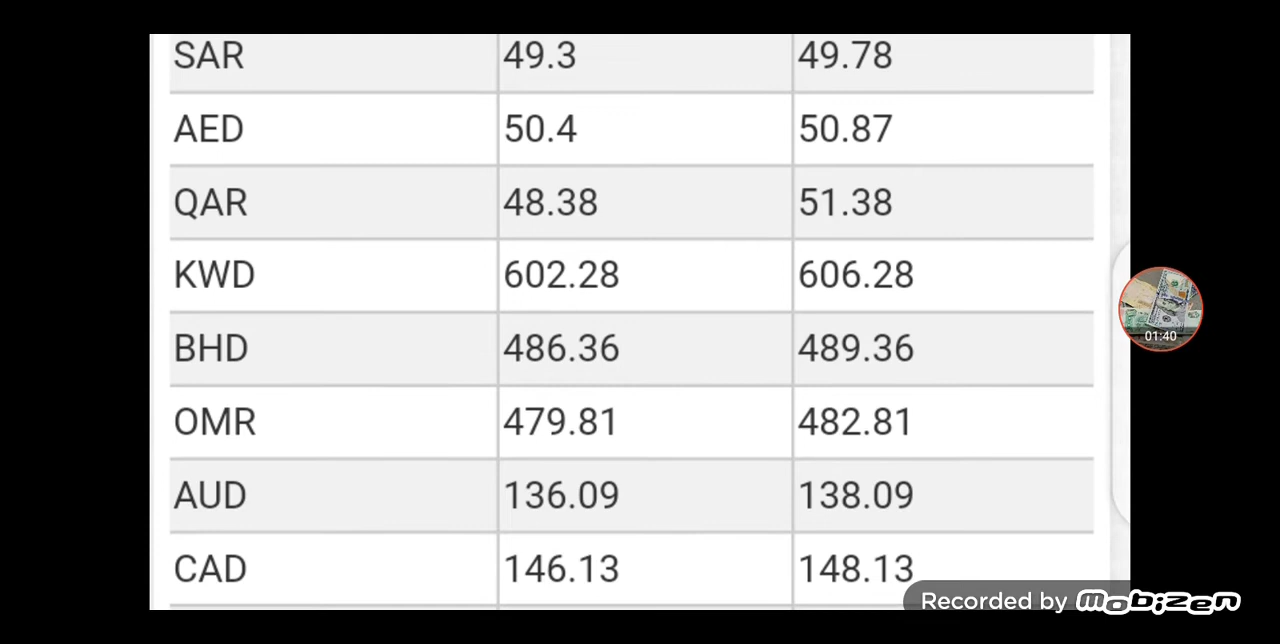 SAR 49.3 49.78
AED 50.4 50.87
QAR 48.38 51.38
KWD 602.28 606.28
BHD 486.36 489.36
OMR 479.81 482.81
AUD 136.09 138.09
CAD 146.13 148.13
01:40
Recorded by mobizen